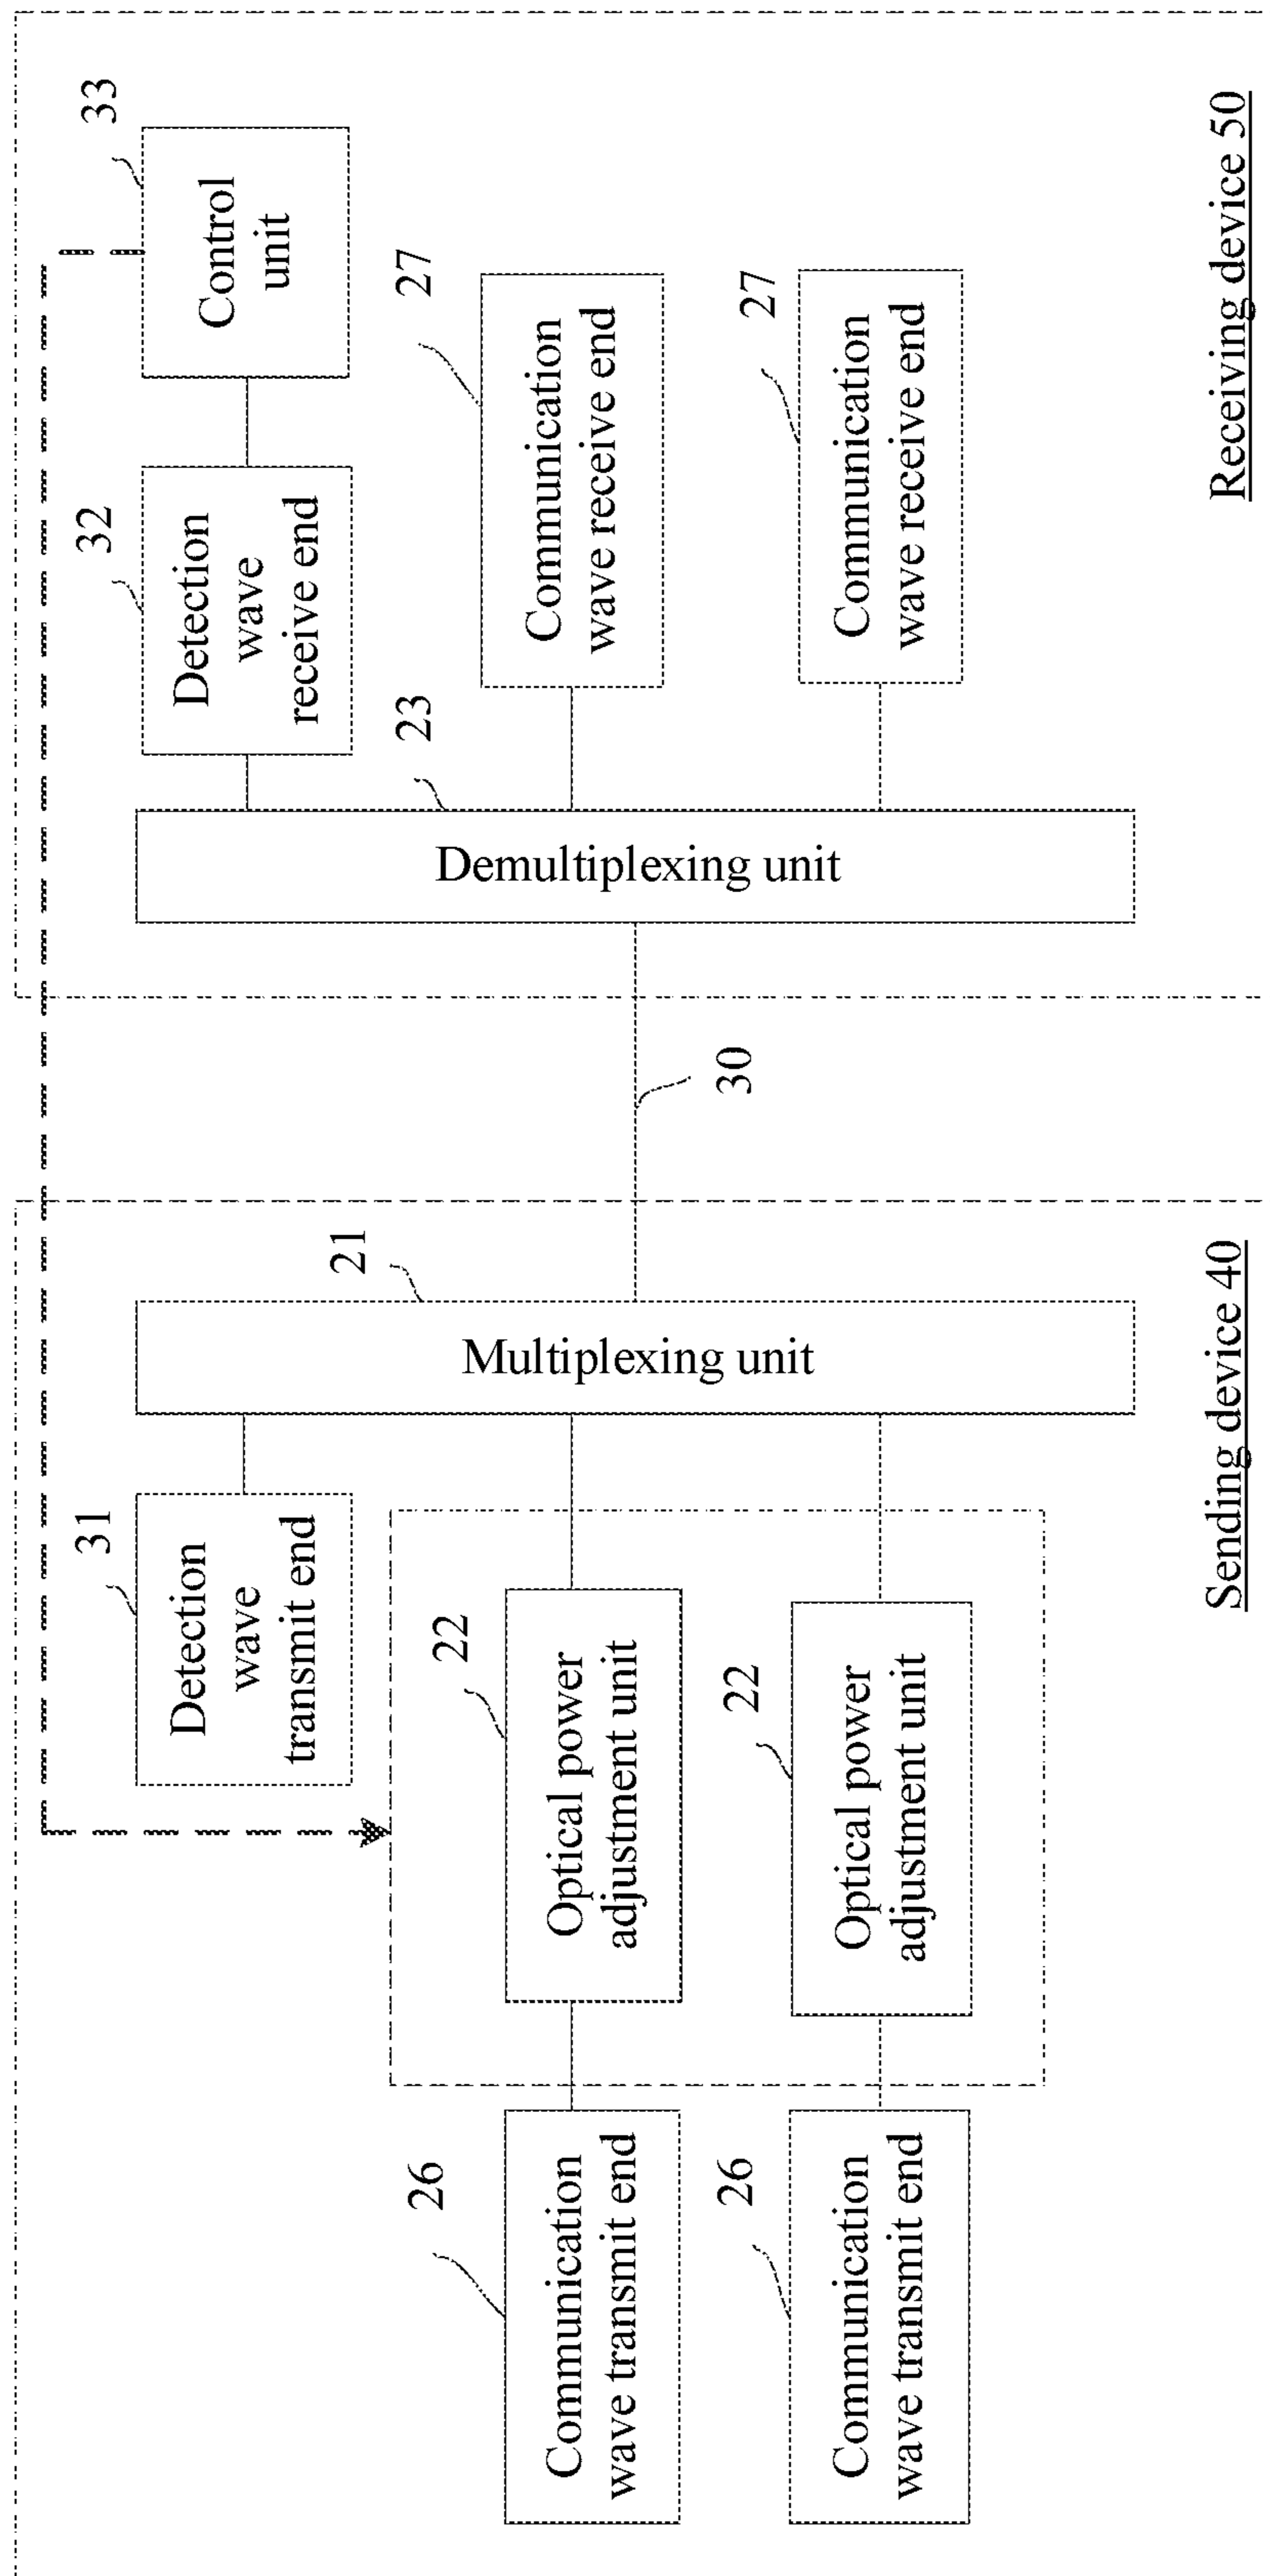 31
Detection
wave
transmit end
26
Communication
wave transmit end
22
Optical power
adjustment unit
26
Communication
wave transmit end
22
Optical power
adjustment unit
21
Multiplexing unit
Sending device 40
30
23
Demultiplexing unit
32
Detection
wave
receive end
33
Control
unit
27
Communication
wave receive end
27
Communication
wave receive end
Receiving device 50